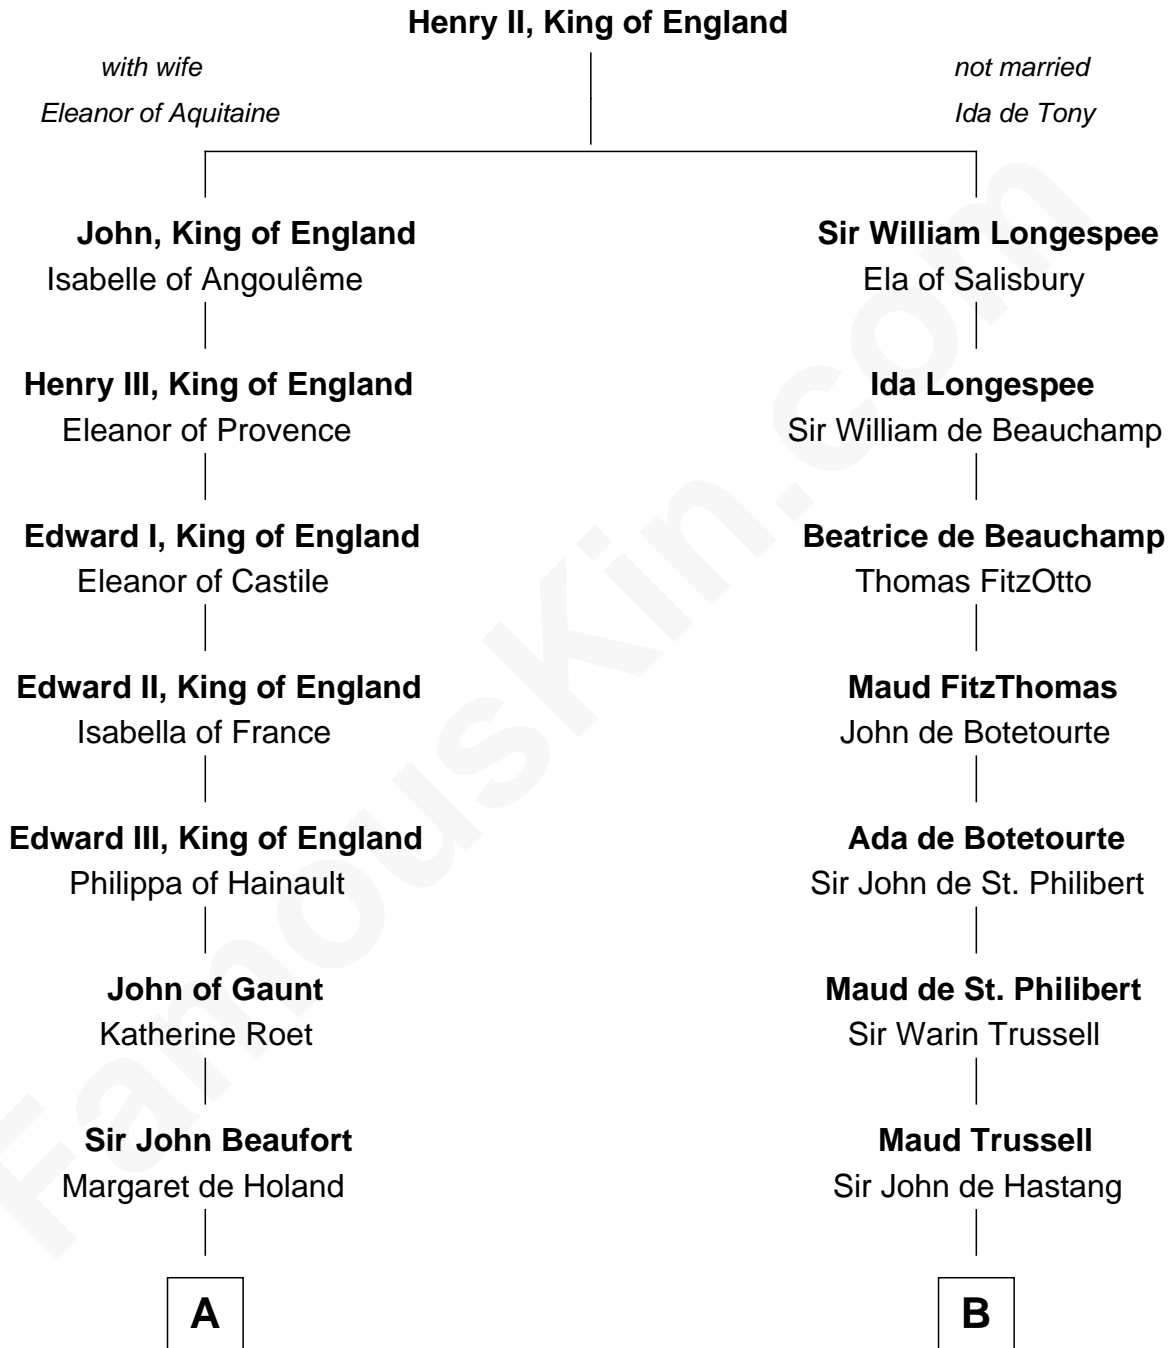 Henry II, King of England
with wife
Eleanor of Aquitaine
not married
Ida de Tony
John, King of England
Isabelle of Angoulême
Sir William Longespee
Ela of Salisbury
Henry III, King of England
Eleanor of Provence
Ida Longespee
Sir William de Beauchamp
Edward I, King of England
Eleanor of Castile
Beatrice de Beauchamp
Thomas FitzOtto
Edward II, King of England
Isabella of France
Maud FitzThomas
John de Botetourte
Edward III, King of England
Philippa of Hainault
Ada de Botetourte
Sir John de St. Philibert
John of Gaunt
Katherine Roet
Maud de St. Philibert
Sir Warin Trussell
Sir John Beaufort
Margaret de Holand
Maud Trussell
Sir John de Hastang
A
B
FamousKin.com